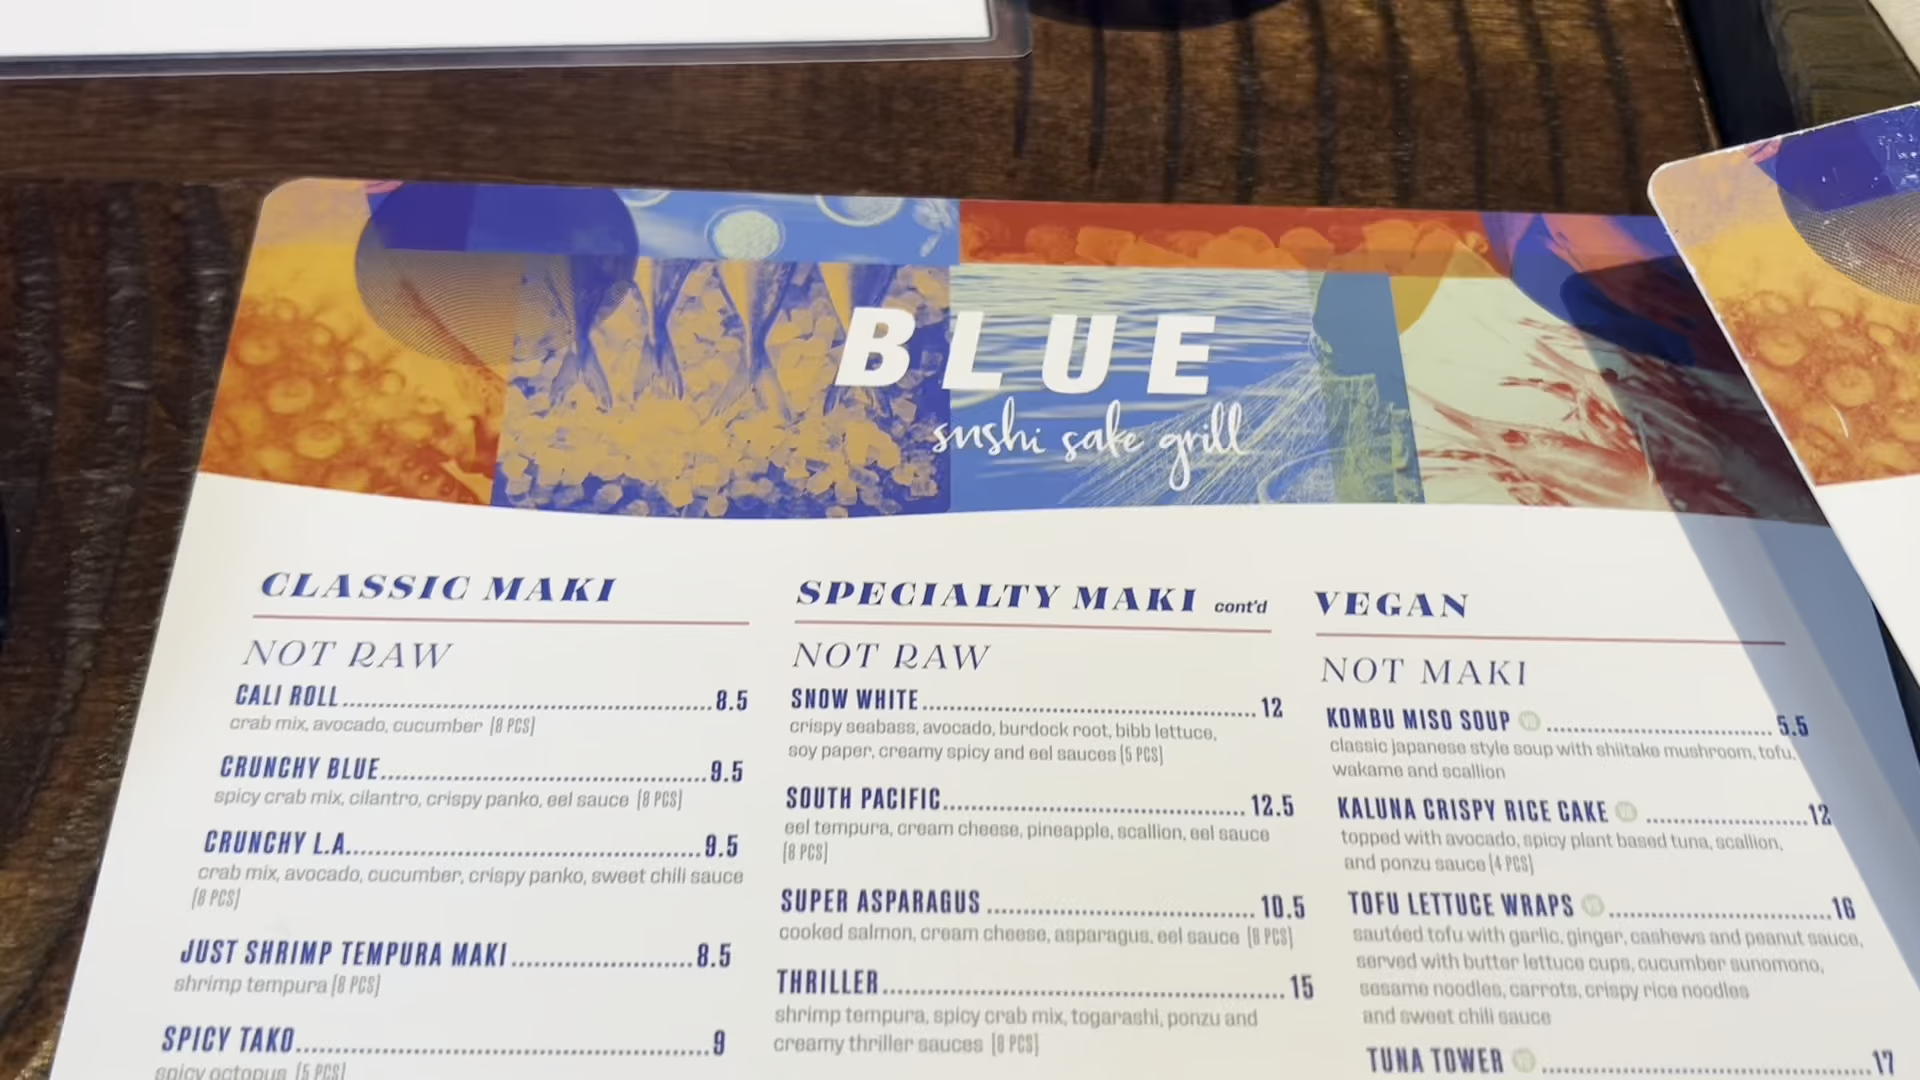 BLUE
sushi sake grill
CLASSIC MAKI
NOT RAW
CALI ROLL 8.5
crab mix, avocado, cucumber [8 PCS]
CRUNCHY BLUE 9.5
spicy crab mix, cilantro, crispy panko, eel sauce [8 PCS]
CRUNCHY L.A. 9.5
crab mix, avocado, cucumber, crispy panko, sweet chili sauce
[8 PCS]
JUST SHRIMP TEMPURA MAKI 8.5
shrimp tempura [8 PCS]
SPICY TAKO 9
spicy octopus [5 PCS]
SPECIALTY MAKI cont'd
NOT RAW
SNOW WHITE 12
crispy seabass, avocado, burdock root, bibb lettuce,
soy paper, creamy spicy and eel sauces [5 PCS]
SOUTH PACIFIC 12.5
eel tempura, cream cheese, pineapple, scallion, eel sauce
[8 PCS]
SUPER ASPARAGUS 10.5
cooked salmon, cream cheese, asparagus, eel sauce [8 PCS]
THRILLER 15
shrimp tempura, spicy crab mix, togarashi, ponzu and
creamy thriller sauces [8 PCS]
VEGAN
NOT MAKI
KOMBU MISO SOUP 5.5
classic japanese style soup with shiitake mushroom, tofu,
wakame and scallion
KALUNA CRISPY RICE CAKE 12
topped with avocado, spicy plant based tuna, scallion,
and ponzu sauce [4 PCS]
TOFU LETTUCE WRAPS 16
sautéed tofu with garlic, ginger, cashews and peanut sauce,
served with butter lettuce cups, cucumber sunomono,
sesame noodles, carrots, crispy rice noodles
and sweet chili sauce
TUNA TOWER 17